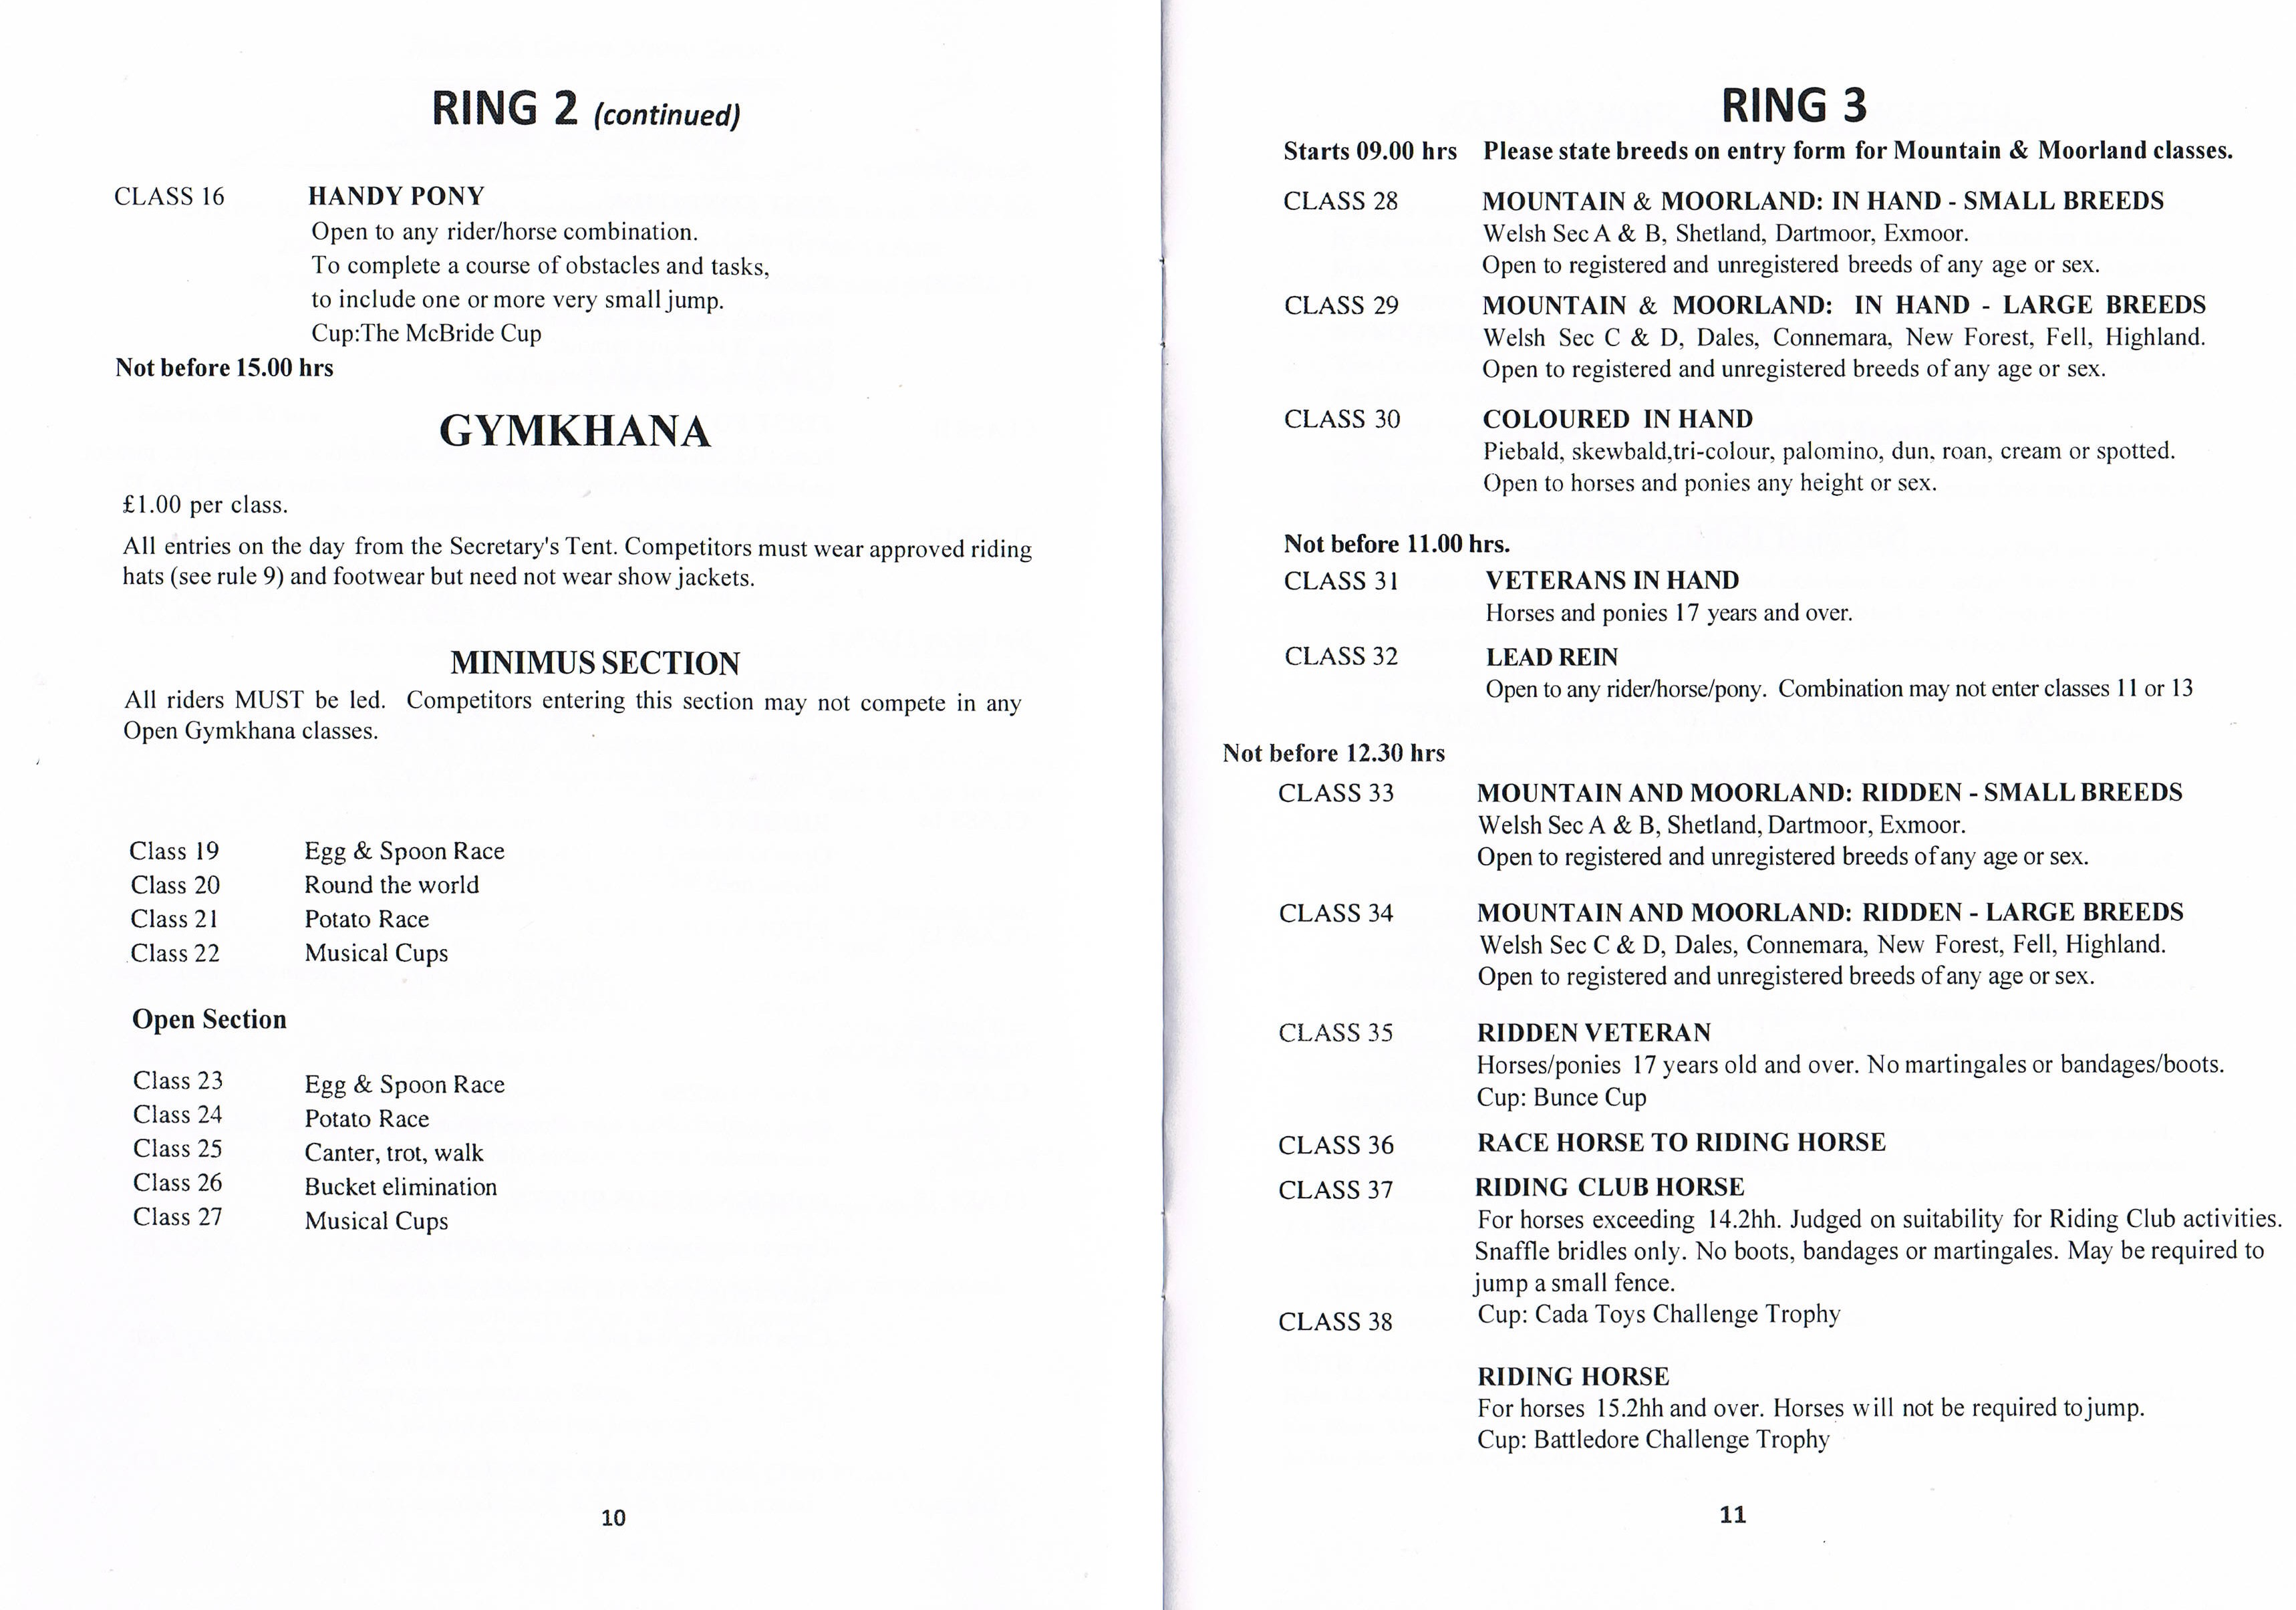 RING 2 (continued)
CLASS 16 HANDY PONY
Open to any rider/horse combination.
To complete a course of obstacles and tasks,
to include one or more very small jump.
Cup:The McBride Cup
Not before 15.00 hrs
GYMKHANA
£1.00 per class.
All entries on the day from the Secretary's Tent. Competitors must wear approved riding
hats (see rule 9) and footwear but need not wear show jackets.
MINIMUS SECTION
All riders MUST be led. Competitors entering this section may not compete in any
Open Gymkhana classes.
Class 19 Egg & Spoon Race
Class 20 Round the world
Class 21 Potato Race
Class 22 Musical Cups
Open Section
Class 23 Egg & Spoon Race
Class 24 Potato Race
Class 25 Canter, trot, walk
Class 26 Bucket elimination
Class 27 Musical Cups
10
RING 3
Starts 09.00 hrs Please state breeds on entry form for Mountain & Moorland classes.
CLASS 28 MOUNTAIN & MOORLAND: IN HAND - SMALL BREEDS
Welsh Sec A & B, Shetland, Dartmoor, Exmoor.
Open to registered and unregistered breeds of any age or sex.
CLASS 29 MOUNTAIN & MOORLAND: IN HAND - LARGE BREEDS
Welsh Sec C & D, Dales, Connemara, New Forest, Fell, Highland.
Open to registered and unregistered breeds of any age or sex.
CLASS 30 COLOURED IN HAND
Piebald, skewbald,tri-colour, palomino, dun, roan, cream or spotted.
Open to horses and ponies any height or sex.
Not before 11.00 hrs.
CLASS 31 VETERANS IN HAND
Horses and ponies 17 years and over.
CLASS 32 LEAD REIN
Open to any rider/horse/pony. Combination may not enter classes 11 or 13
Not before 12.30 hrs
CLASS 33 MOUNTAIN AND MOORLAND: RIDDEN - SMALL BREEDS
Welsh Sec A & B, Shetland, Dartmoor, Exmoor.
Open to registered and unregistered breeds of any age or sex.
CLASS 34 MOUNTAIN AND MOORLAND: RIDDEN - LARGE BREEDS
Welsh Sec C & D, Dales, Connemara, New Forest, Fell, Highland.
Open to registered and unregistered breeds of any age or sex.
CLASS 35 RIDDEN VETERAN
Horses/ponies 17 years old and over. No martingales or bandages/boots.
Cup: Bunce Cup
CLASS 36 RACE HORSE TO RIDING HORSE
CLASS 37 RIDING CLUB HORSE
For horses exceeding 14.2hh. Judged on suitability for Riding Club activities.
Snaffle bridles only. No boots, bandages or martingales. May be required to
jump a small fence.
CLASS 38 Cup: Cada Toys Challenge Trophy
RIDING HORSE
For horses 15.2hh and over. Horses will not be required to jump.
Cup: Battledore Challenge Trophy
11